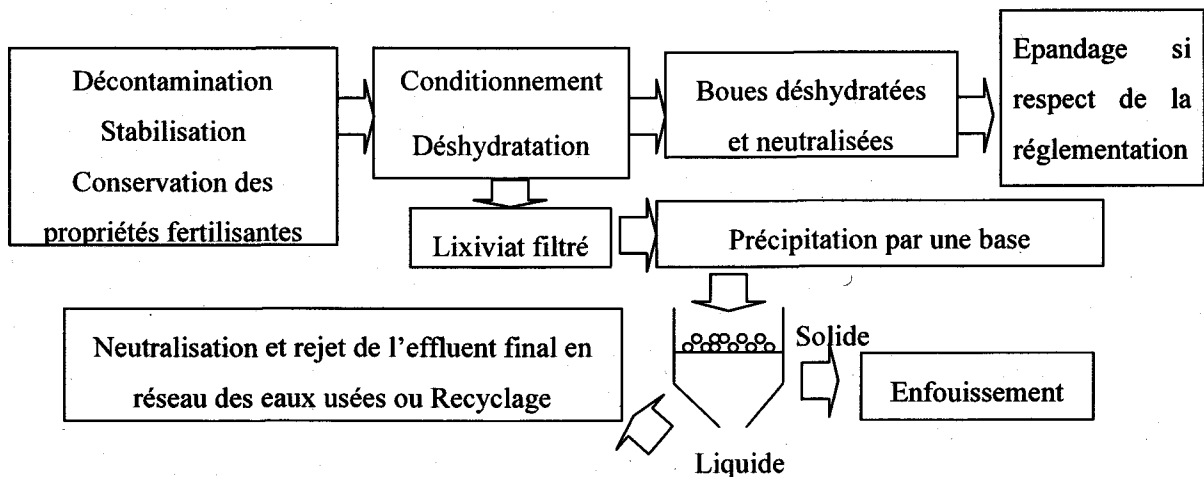 Décontamination
Stabilisation
Conservation des
propriétés fertilisantes
Conditionnement
Déshydratation
Boues déshydratées
et neutralisées
Epandage si
respect de la
réglementation
Lixiviat filtré
Précipitation par une base
Solide
Enfouissement
Neutralisation et rejet de l'effluent final en
réseau des eaux usées ou Recyclage
Liquide